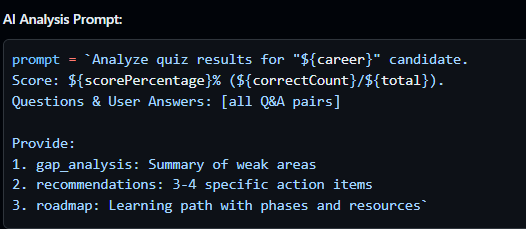 AI Analysis Prompt:
prompt = `Analyze quiz results for "${career}" candidate.
Score: ${scorePercentage}% (${correctCount}/${total}).
Questions & User Answers: [all Q&A pairs]
Provide:
1. gap_analysis: Summary of weak areas
2. recommendations: 3-4 specific action items
3. roadmap: Learning path with phases and resources`